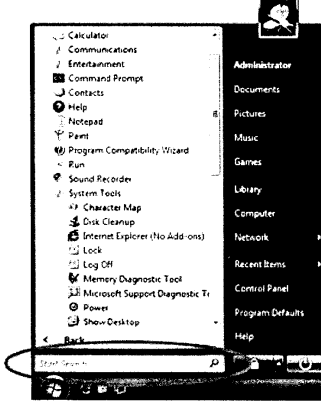 Calculator
Communications
Entertainment
Command Prompt
Contacts
Help
Notepad
Paint
Program Compatibility Wizard
Run
Sound Recorder
System Tools
Character Map
Disk Cleanup
Internet Explorer (No Add-ons)
Lock
Log Off
Memory Diagnostic Tool
Microsoft Support Diagnostic T
Power
Show Desktop
Back
Start Search
Administrator
Documents
Pictures
Music
Games
Library
Computer
Network
Recent Items
Control Panel
Program Defaults
Help